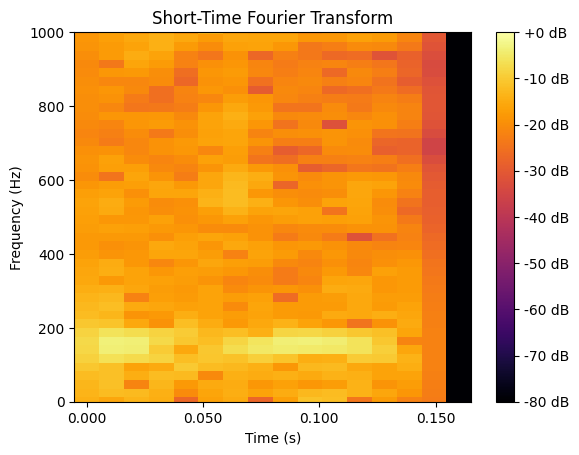 Short-Time Fourier Transform
1000
800
600
400
200
0
Frequency (Hz)
0.000
0.050
0.100
0.150
Time (s)
+0 dB
-10 dB
-20 dB
-30 dB
-40 dB
-50 dB
-60 dB
-70 dB
-80 dB